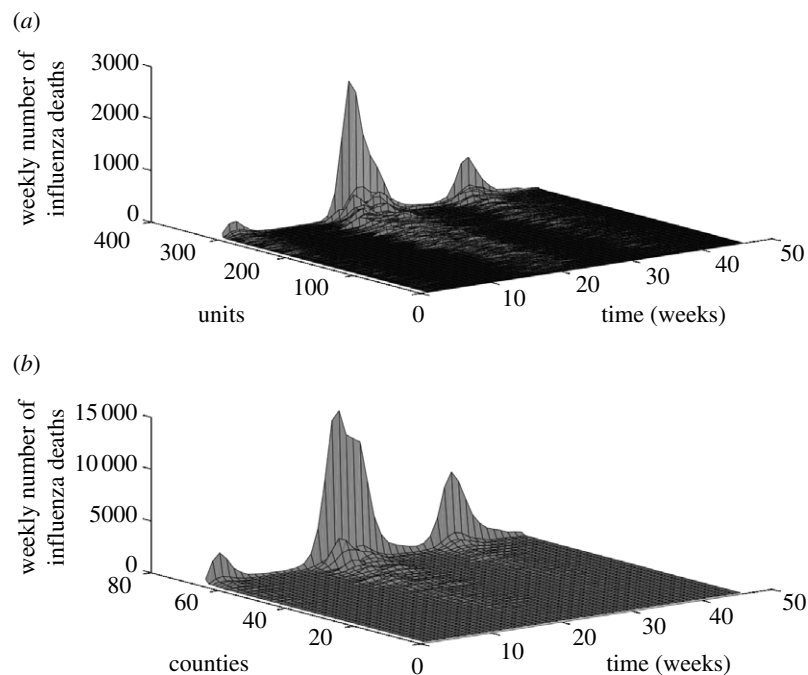 (a)
weekly number of
influenza deaths
3000
2000
1000
0
400
300
200
100
0
units
10
20
30
40
50
time (weeks)
(b)
weekly number of
influenza deaths
15 000
10 000
5000
0
80
60
40
20
0
counties
10
20
30
40
50
time (weeks)